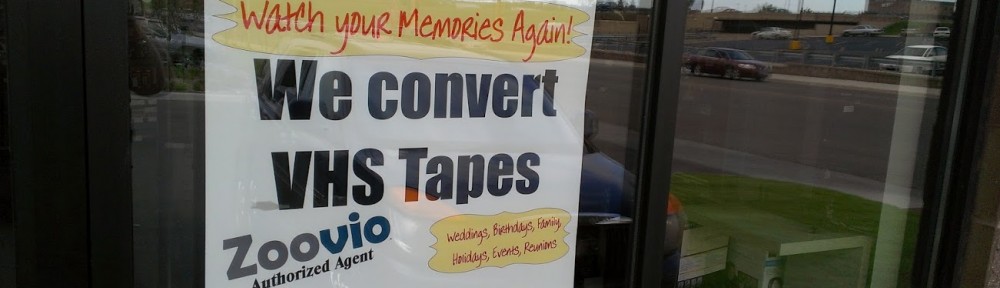 Watch your Memories Again!
We convert
VHS Tapes
Zoovio
Authorized Agent
Weddings, Birthdays, Family,
Holidays, Events, Reunions